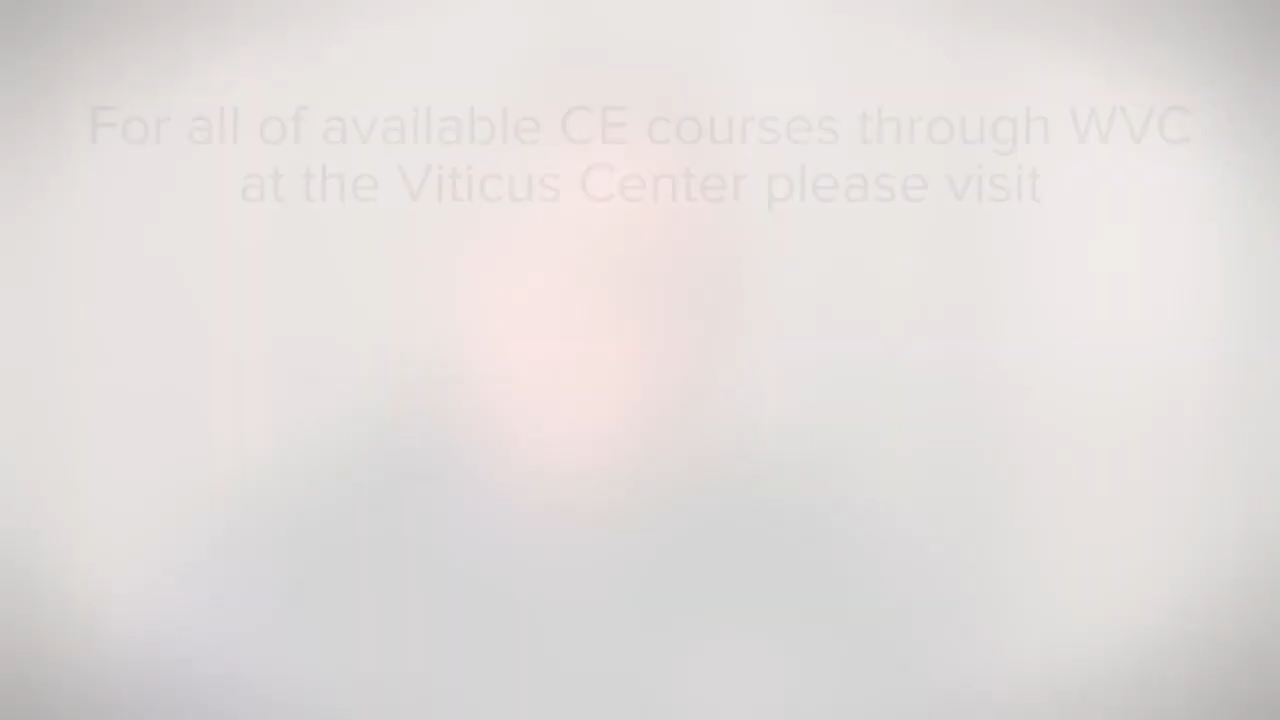 For all of available CE courses through WVC
at the Viticus Center please visit